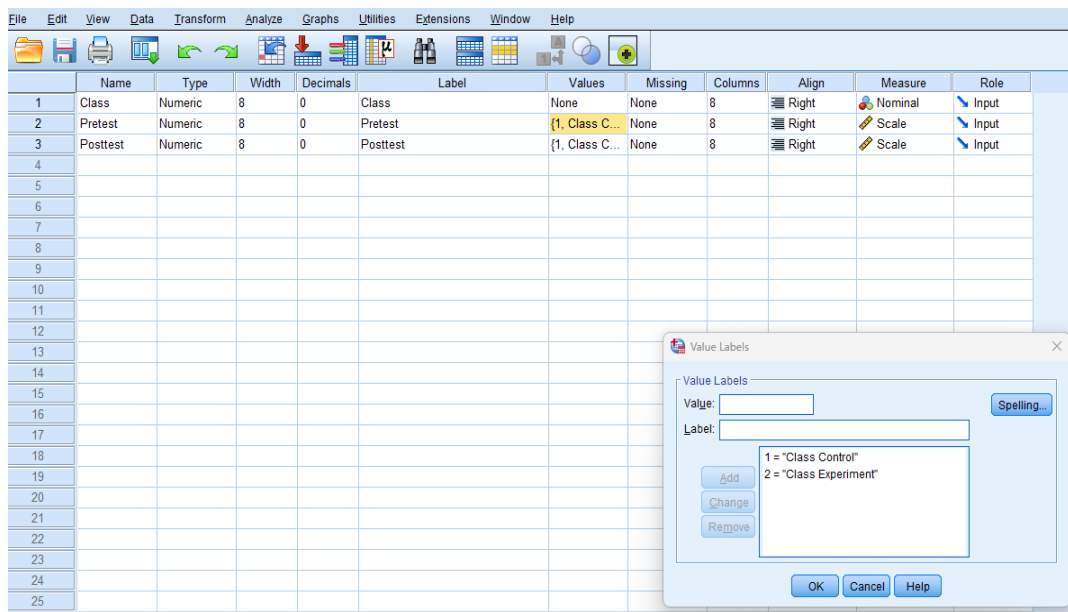 File Edit View Data Transform Analyze Graphs Utilities Extensions Window Help
Name Type Width Decimals Label Values Missing Columns Align Measure Role
1 Class Numeric 8 0 Class None None 8 Right Nominal Input
2 Pretest Numeric 8 0 Pretest {1, Class C... None 8 Right Scale Input
3 Posttest Numeric 8 0 Posttest {1, Class C... None 8 Right Scale Input
4
5
6
7
8
9
10
11
12
13
14
15
16
17
18
19
20
21
22
23
24
25
Value Labels
Value Labels
Value:
Spelling...
Label:
1 = "Class Control"
2 = "Class Experiment"
Add
Change
Remove
OK Cancel Help